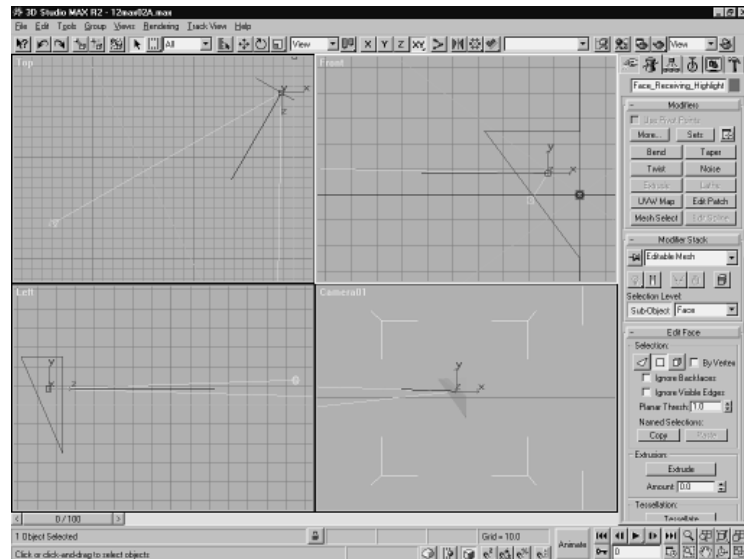 3D Studio MAX R2 - 12max02A.max
File Edit Tools Group Views Rendering Track View Help
All View X Y Z XY View
Top
Front
Left
Camera01
Face_Receiving_Highlight
Modifiers
Use Pivot Points
More... Sets
Bend Taper
Twist Noise
Extrude Lathe
UVW Map Edit Patch
Mesh Select Edit Spline
Modifier Stack
Editable Mesh
Selection Level:
Sub-Object Face
Edit Face
Selection:
By Vertex
Ignore Backfaces
Ignore Visible Edges
Planar Thresh: 1.0
Named Selections:
Copy Paste
Extrusion:
Extrude
Amount: 0.0
Tessellation:
Tessellate
0 / 100
1 Object Selected
Grid = 10.0
Animate
Click or click-and-drag to select objects
0